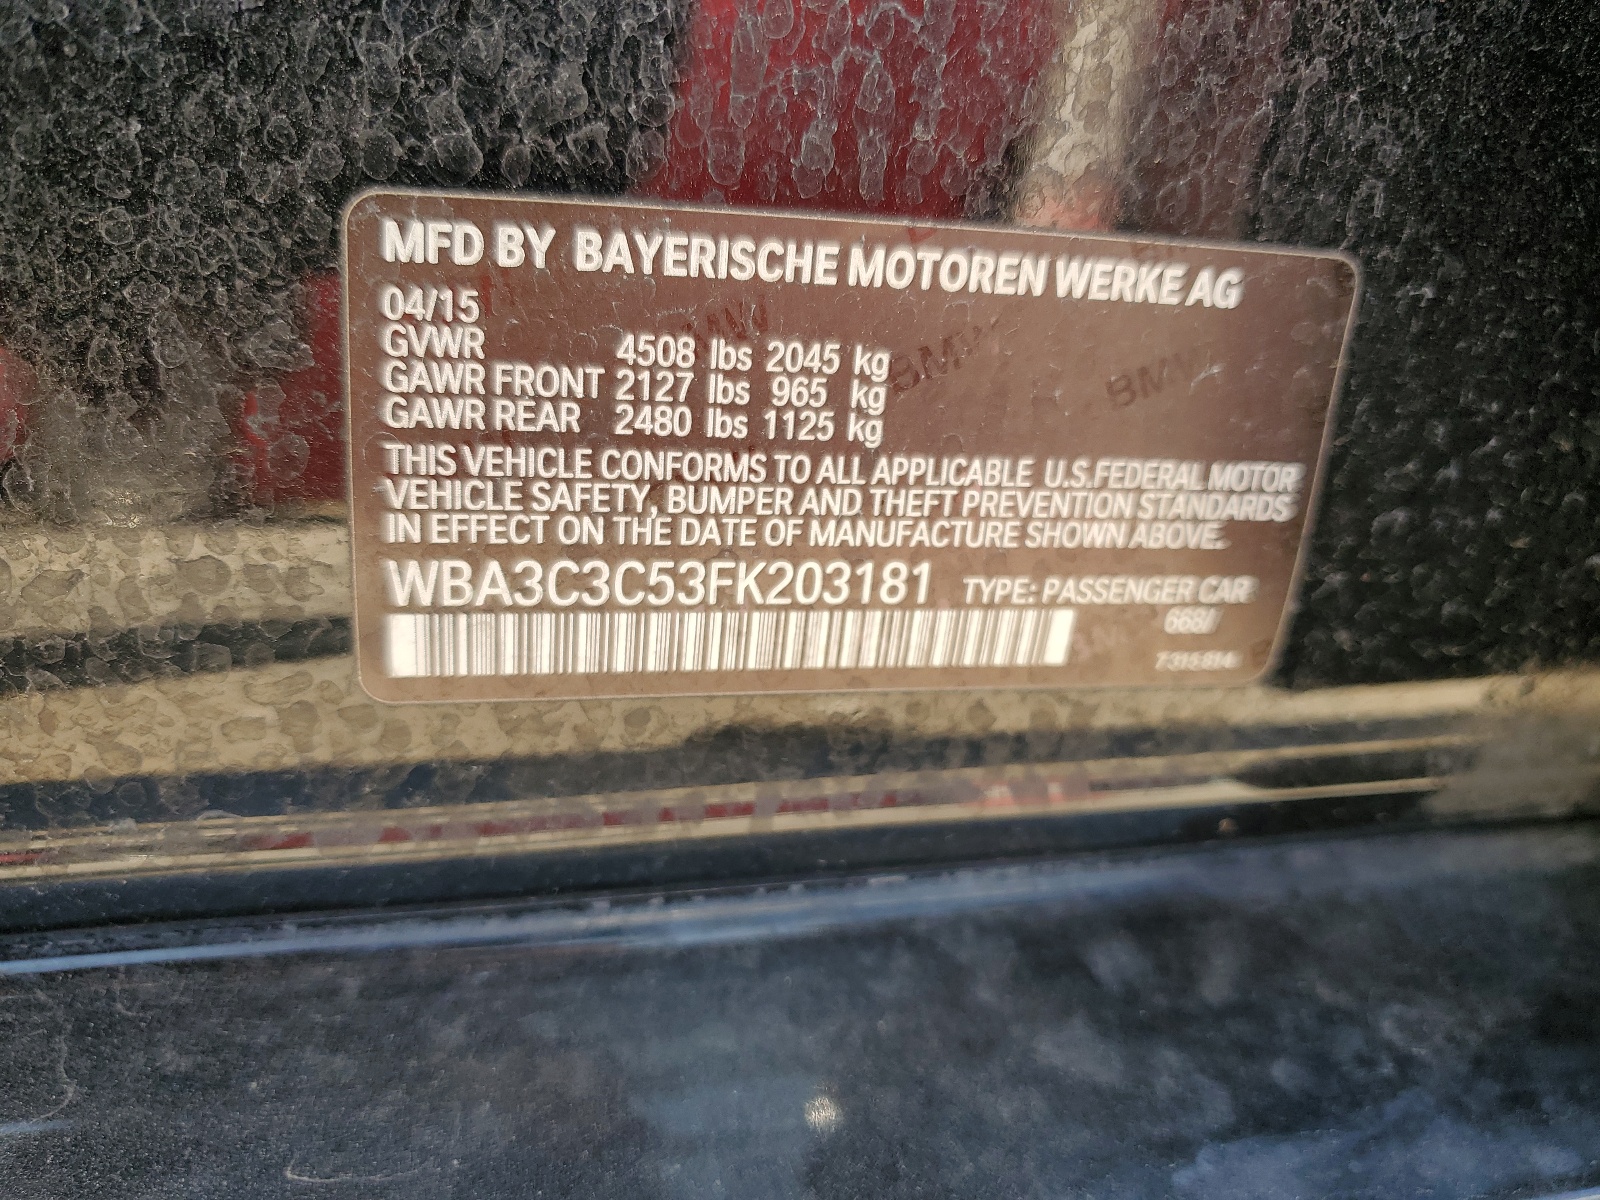 MFD BY BAYERISCHE MOTOREN WERKE AG
04/15
GVWR 4508 lbs 2045 kg
GAWR FRONT 2127 lbs 965 kg
GAWR REAR 2480 lbs 1125 kg
THIS VEHICLE CONFORMS TO ALL APPLICABLE U.S.FEDERAL MOTOR
VEHICLE SAFETY, BUMPER AND THEFT PREVENTION STANDARDS
IN EFFECT ON THE DATE OF MANUFACTURE SHOWN ABOVE.
WBA3C3C53FK203181 TYPE: PASSENGER CAR